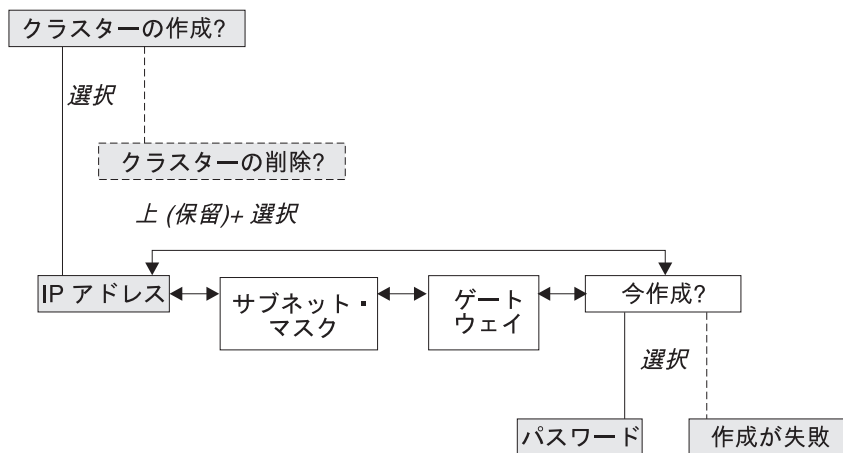 クラスターの作成?
選択
クラスターの削除?
上 (保留)+ 選択
IP アドレス
サブネット・
マスク
ゲート
ウェイ
今作成?
選択
パスワード
作成が失敗